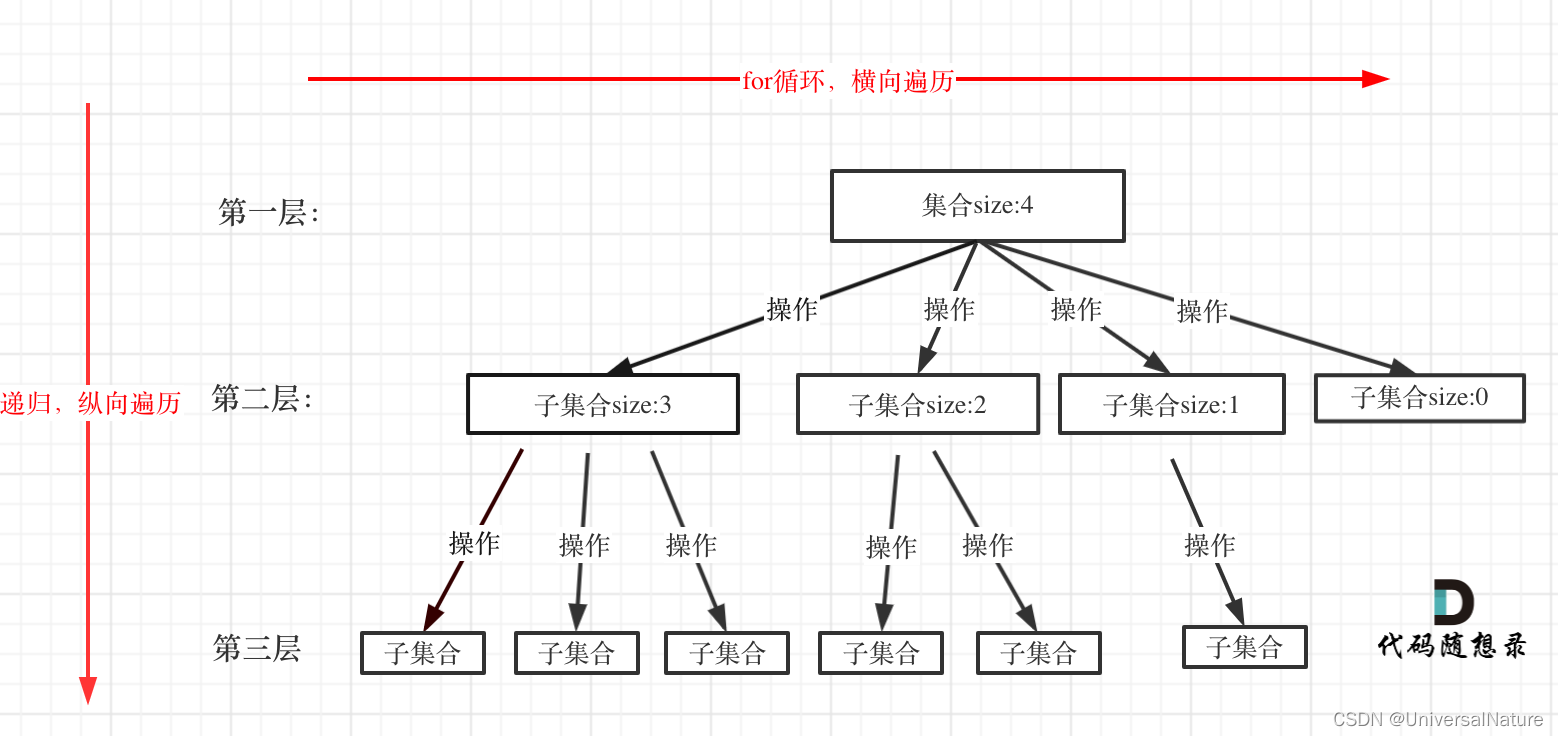 for循环，横向遍历
第一层：
集合size:4
操作
操作
操作
操作
递归，纵向遍历
第二层：
子集合size:3
子集合size:2
子集合size:1
子集合size:0
操作
操作
操作
操作
操作
操作
第三层
子集合
子集合
子集合
子集合
子集合
子集合
代码随想录
CSDN @UniversalNature